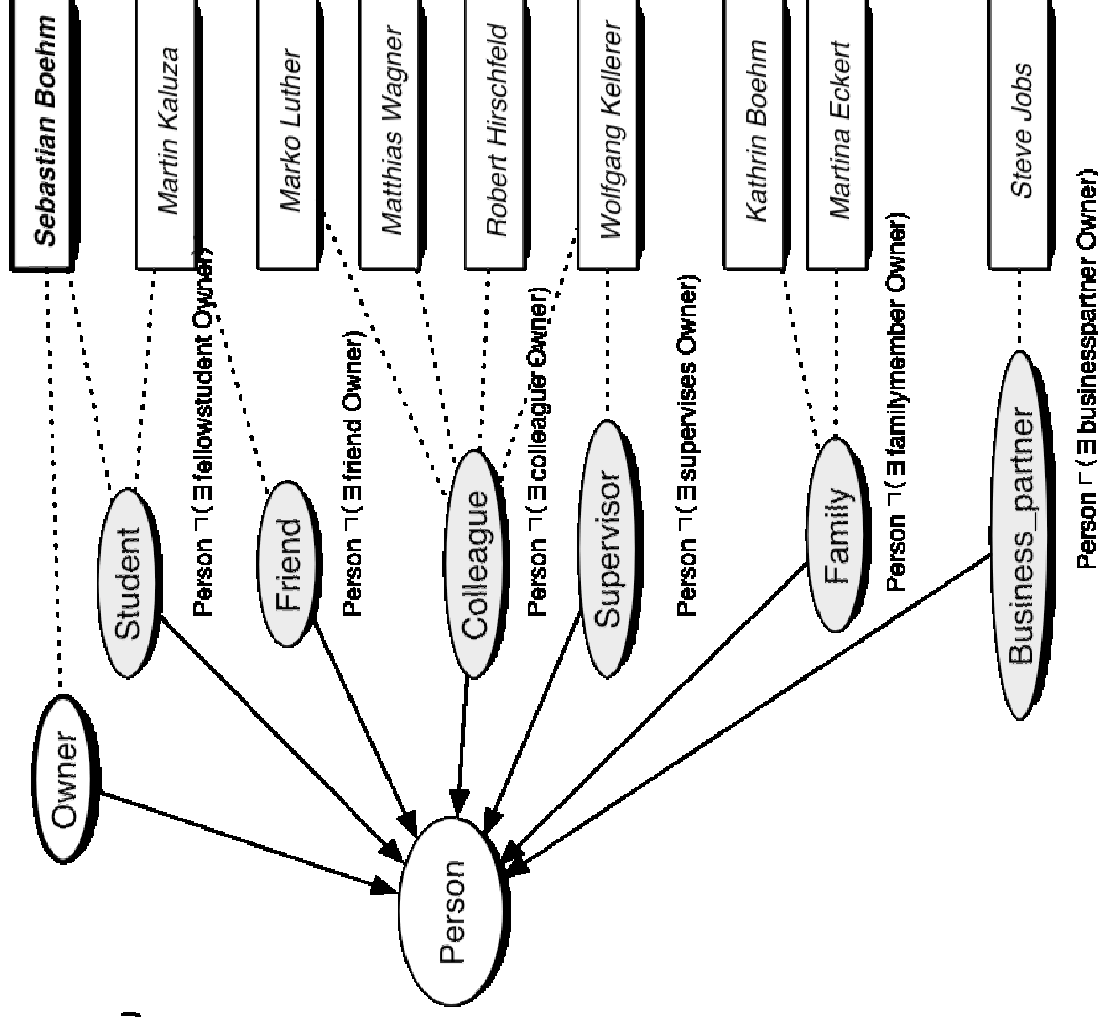 Person
Owner
Student
Friend
Colleague
Supervisor
Family
Business_partner
Person ⊓ (∃ fellowstudent Owner)
Person ⊓ (∃ friend Owner)
Person ⊓ (∃ colleague Owner)
Person ⊓ (∃ supervises Owner)
Person ⊓ (∃ familymember Owner)
Person ⊓ (∃ businesspartner Owner)
Sebastian Boehm
Martin Kaluza
Marko Luther
Matthias Wagner
Robert Hirschfeld
Wolfgang Kellerer
Kathrin Boehm
Martina Eckert
Steve Jobs